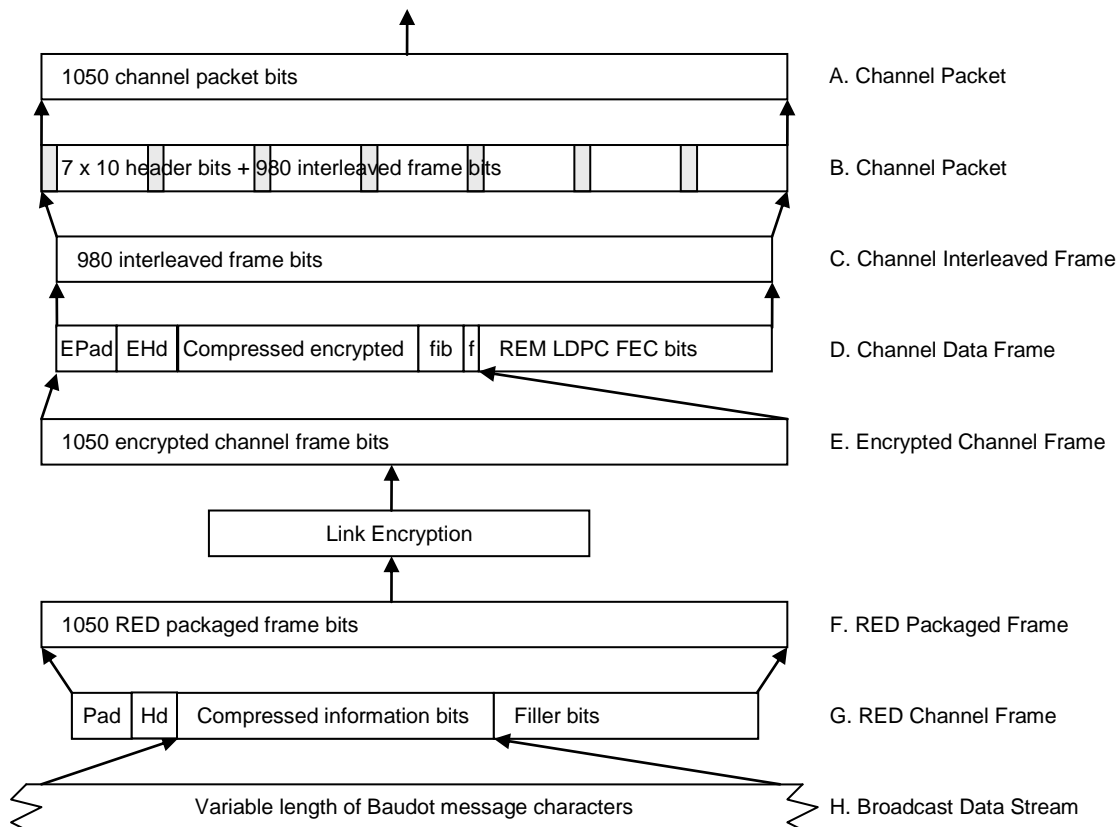 1050 channel packet bits
A. Channel Packet
7 x 10 header bits + 980 interleaved frame bits
B. Channel Packet
980 interleaved frame bits
C. Channel Interleaved Frame
EPad EHd Compressed encrypted fib f REM LDPC FEC bits
D. Channel Data Frame
1050 encrypted channel frame bits
E. Encrypted Channel Frame
Link Encryption
1050 RED packaged frame bits
F. RED Packaged Frame
Pad Hd Compressed information bits Filler bits
G. RED Channel Frame
Variable length of Baudot message characters
H. Broadcast Data Stream